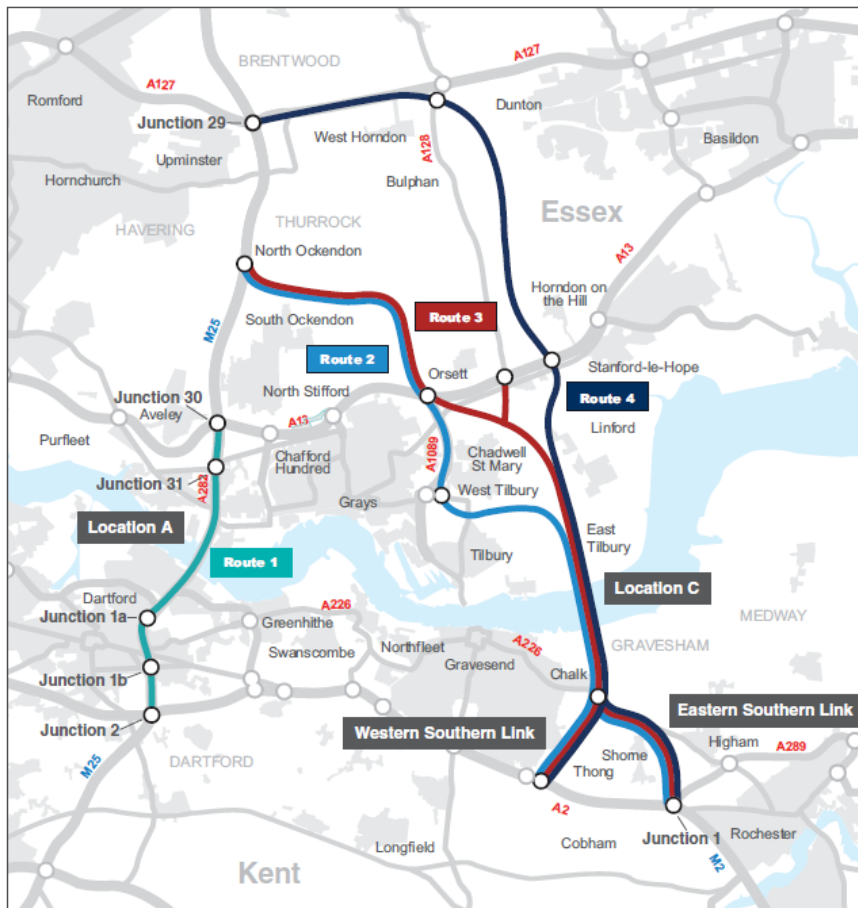 BRENTWOOD
A127
A127
Romford
Dunton
Junction 29
West Horndon
Basildon
Upminster
A128
Hornchurch
Bulphan
Essex
HAVERING
THURROCK
North Ockendon
A13
Horndon on
the Hill
M25
South Ockendon
Route 3
Route 2
Orsett
Stanford-le-Hope
Junction 30
North Stifford
Route 4
Aveley
A13
Linford
Purfleet
Chafford
Hundred
A1089
Chadwell
St Mary
Junction 31
A282
Grays
West Tilbury
Location A
East
Tilbury
Tilbury
Route 1
Location C
Dartford
A226
MEDWAY
Junction 1a
Greenhithe
Northfleet
A226
GRAVESHAM
Swanscombe
Gravesend
Chalk
Junction 1b
Eastern Southern Link
Junction 2
Western Southern Link
Higham
A289
Shorne
DARTFORD
Thong
M25
A2
Junction 1
Rochester
Longfield
Cobham
M2
Kent